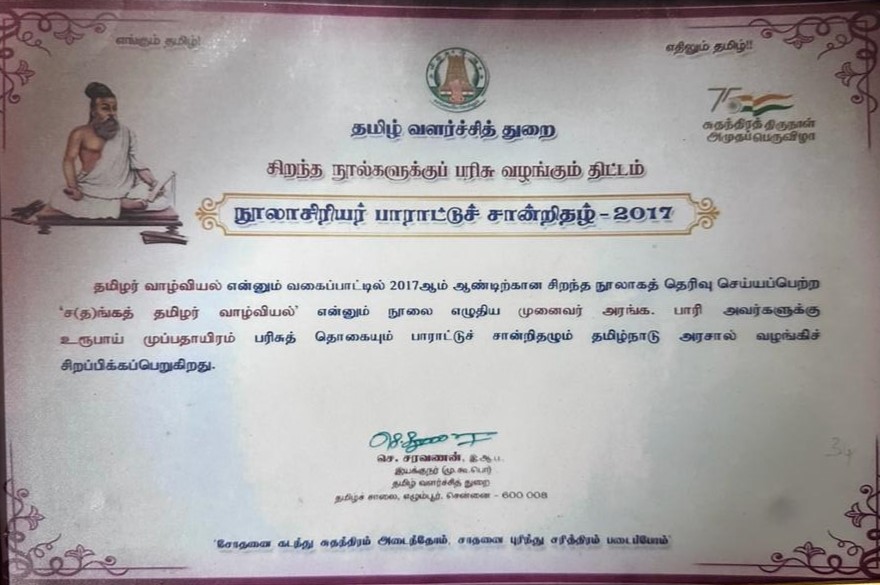 எங்கும் தமிழ்!
எதிலும் தமிழ்!!
75
சுதந்திரத் திருநாள்
அமுதப்பெருவிழா
தமிழ் வளர்ச்சித் துறை
சிறந்த நூல்களுக்குப் பரிசு வழங்கும் திட்டம்
நூலாசிரியர் பாராட்டுச் சான்றிதழ் - 2017
தமிழர் வாழ்வியல் என்னும் வகைப்பாட்டில் 2017ஆம் ஆண்டிற்கான சிறந்த நூலாகத் தெரிவு செய்யப்பெற்ற
'ச(த)ங்கத் தமிழர் வாழ்வியல்' என்னும் நூலை எழுதிய முனைவர் அரங்க. பாரி அவர்களுக்கு
உரூபாய் முப்பதாயிரம் பரிசுத் தொகையும் பாராட்டுச் சான்றிதழும் தமிழ்நாடு அரசால் வழங்கிச்
சிறப்பிக்கப்பெறுகிறது.
செ. சரவணன், இ.ஆ.ப.
இயக்குநர் (மு.கூ.பொ)
தமிழ் வளர்ச்சித் துறை
தமிழ்ச் சாலை, எழும்பூர், சென்னை - 600 008
34
'சோதனை கடந்து சுதந்திரம் அடைந்தோம், சாதனை புரிந்து சரித்திரம் படைப்போம்'